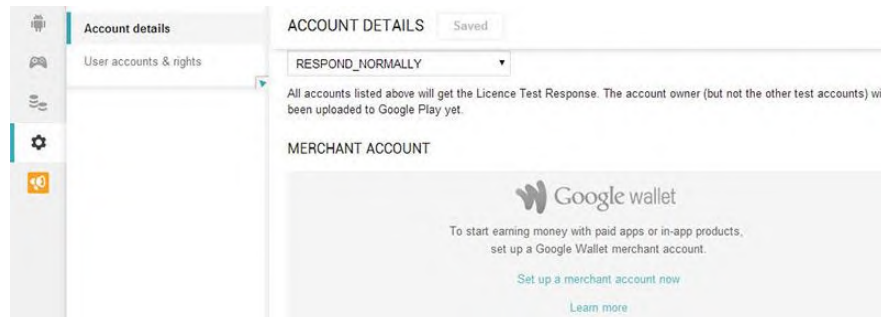 Account details
User accounts & rights
ACCOUNT DETAILS Saved
RESPOND_NORMALLY
All accounts listed above will get the Licence Test Response. The account owner (but not the other test accounts)
been uploaded to Google Play yet.
MERCHANT ACCOUNT
Google wallet
To start earning money with paid apps or in-app products,
set up a Google Wallet merchant account.
Set up a merchant account now
Learn more